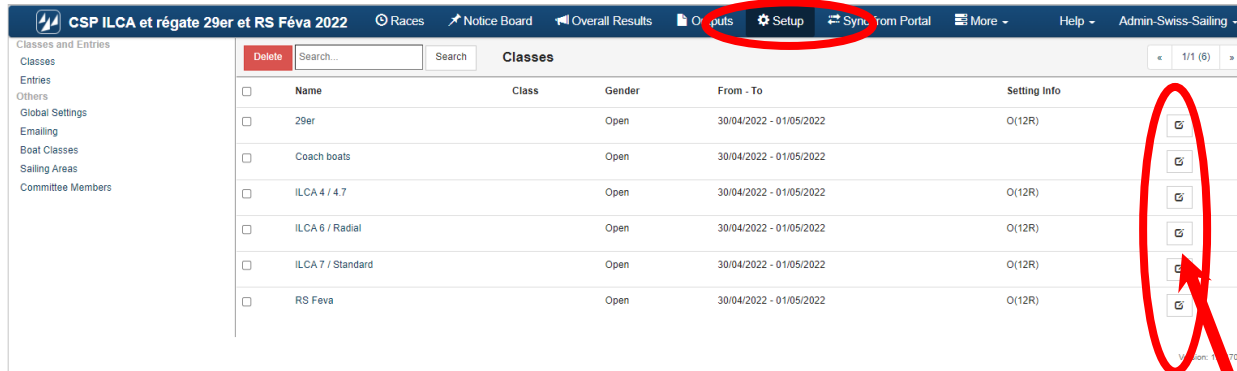 CSP ILCA et régate 29er et RS Féva 2022 Races Notice Board Overall Results Outputs Setup Sync from Portal More Help Admin-Swiss-Sailing
Classes and Entries
Classes
Entries
Others
Global Settings
Emailing
Boat Classes
Sailing Areas
Committee Members
Delete Search... Search Classes « 1/1 (6) »
Name Class Gender From - To Setting Info
29er Open 30/04/2022 - 01/05/2022 O(12R)
Coach boats Open 30/04/2022 - 01/05/2022
ILCA 4 / 4.7 Open 30/04/2022 - 01/05/2022 O(12R)
ILCA 6 / Radial Open 30/04/2022 - 01/05/2022 O(12R)
ILCA 7 / Standard Open 30/04/2022 - 01/05/2022 O(12R)
RS Feva Open 30/04/2022 - 01/05/2022 O(12R)